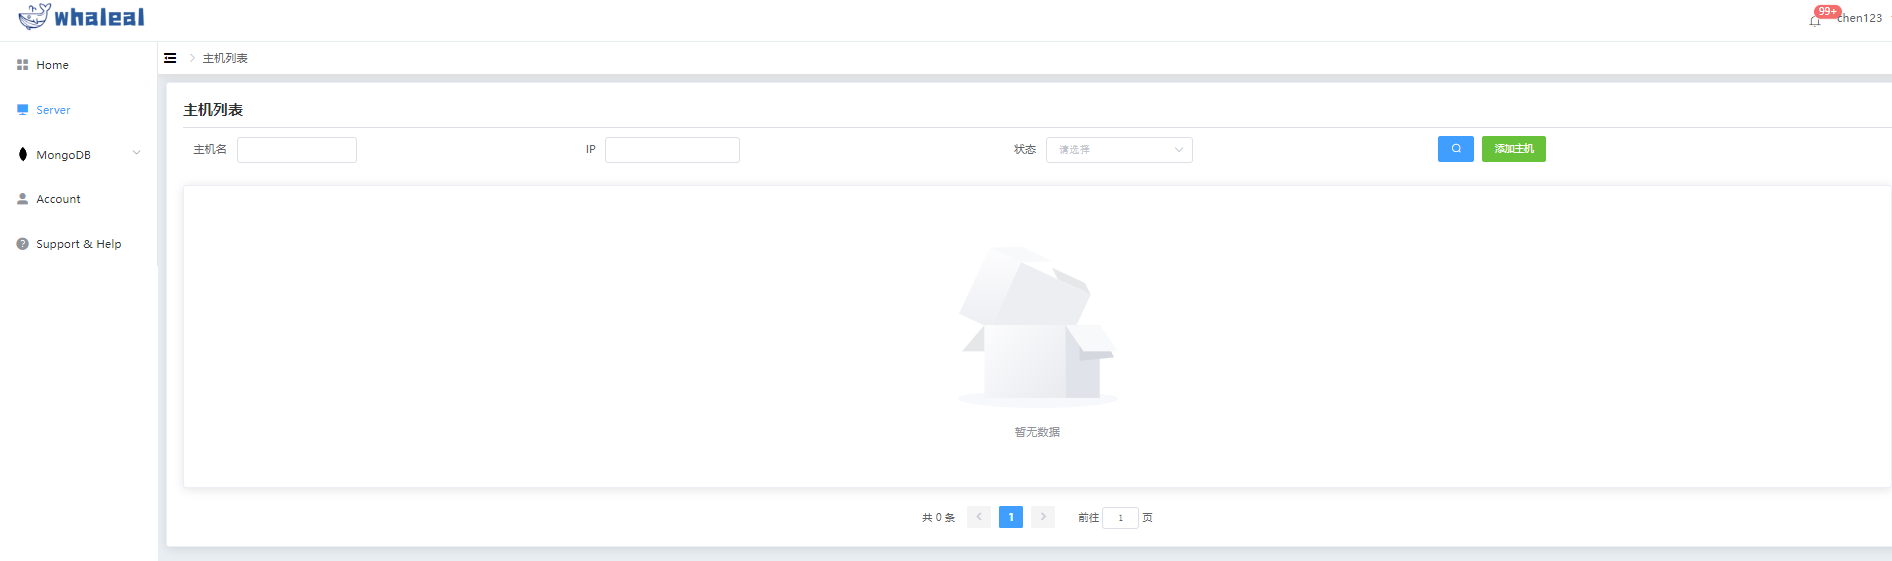 whaleal
99+
chen123
Home
Server
MongoDB
Account
Support & Help
主机列表
主机列表
主机名
IP
状态 请选择
添加主机
暂无数据
共 0 条 1 前往 1 页